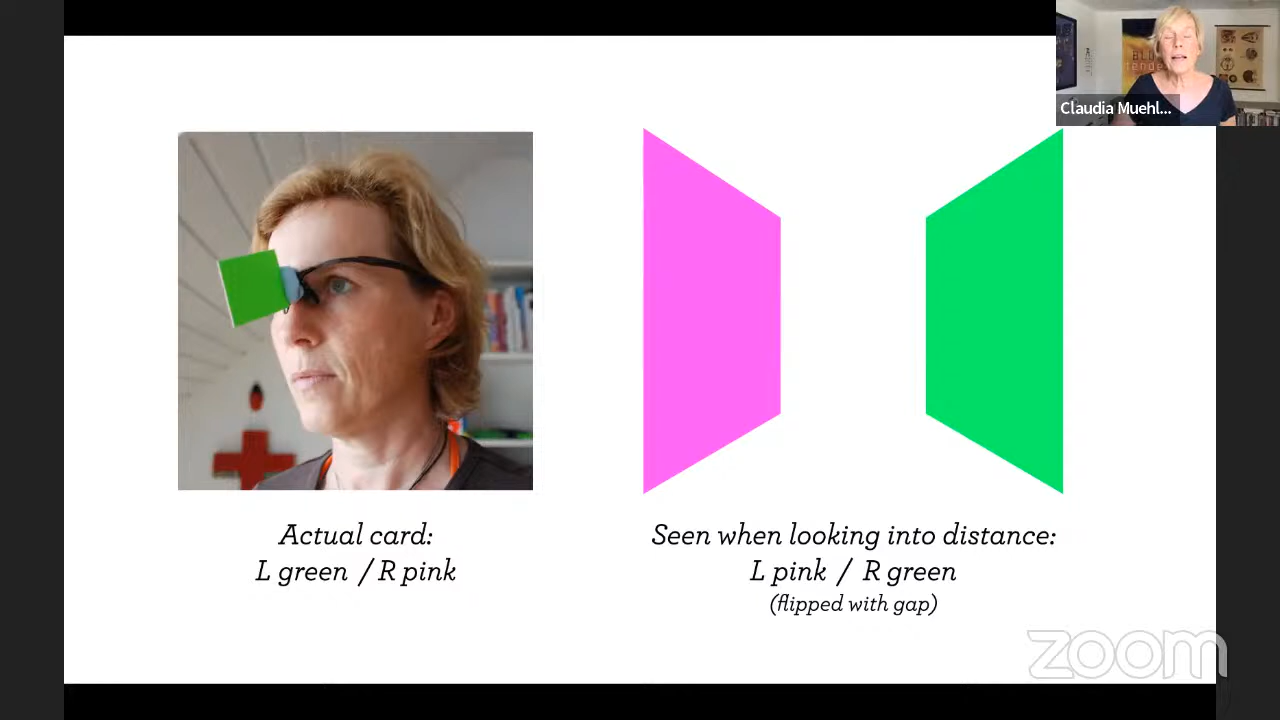 Claudia Muehl...
Actual card:
L green / R pink
Seen when looking into distance:
L pink / R green
(flipped with gap)
zoom